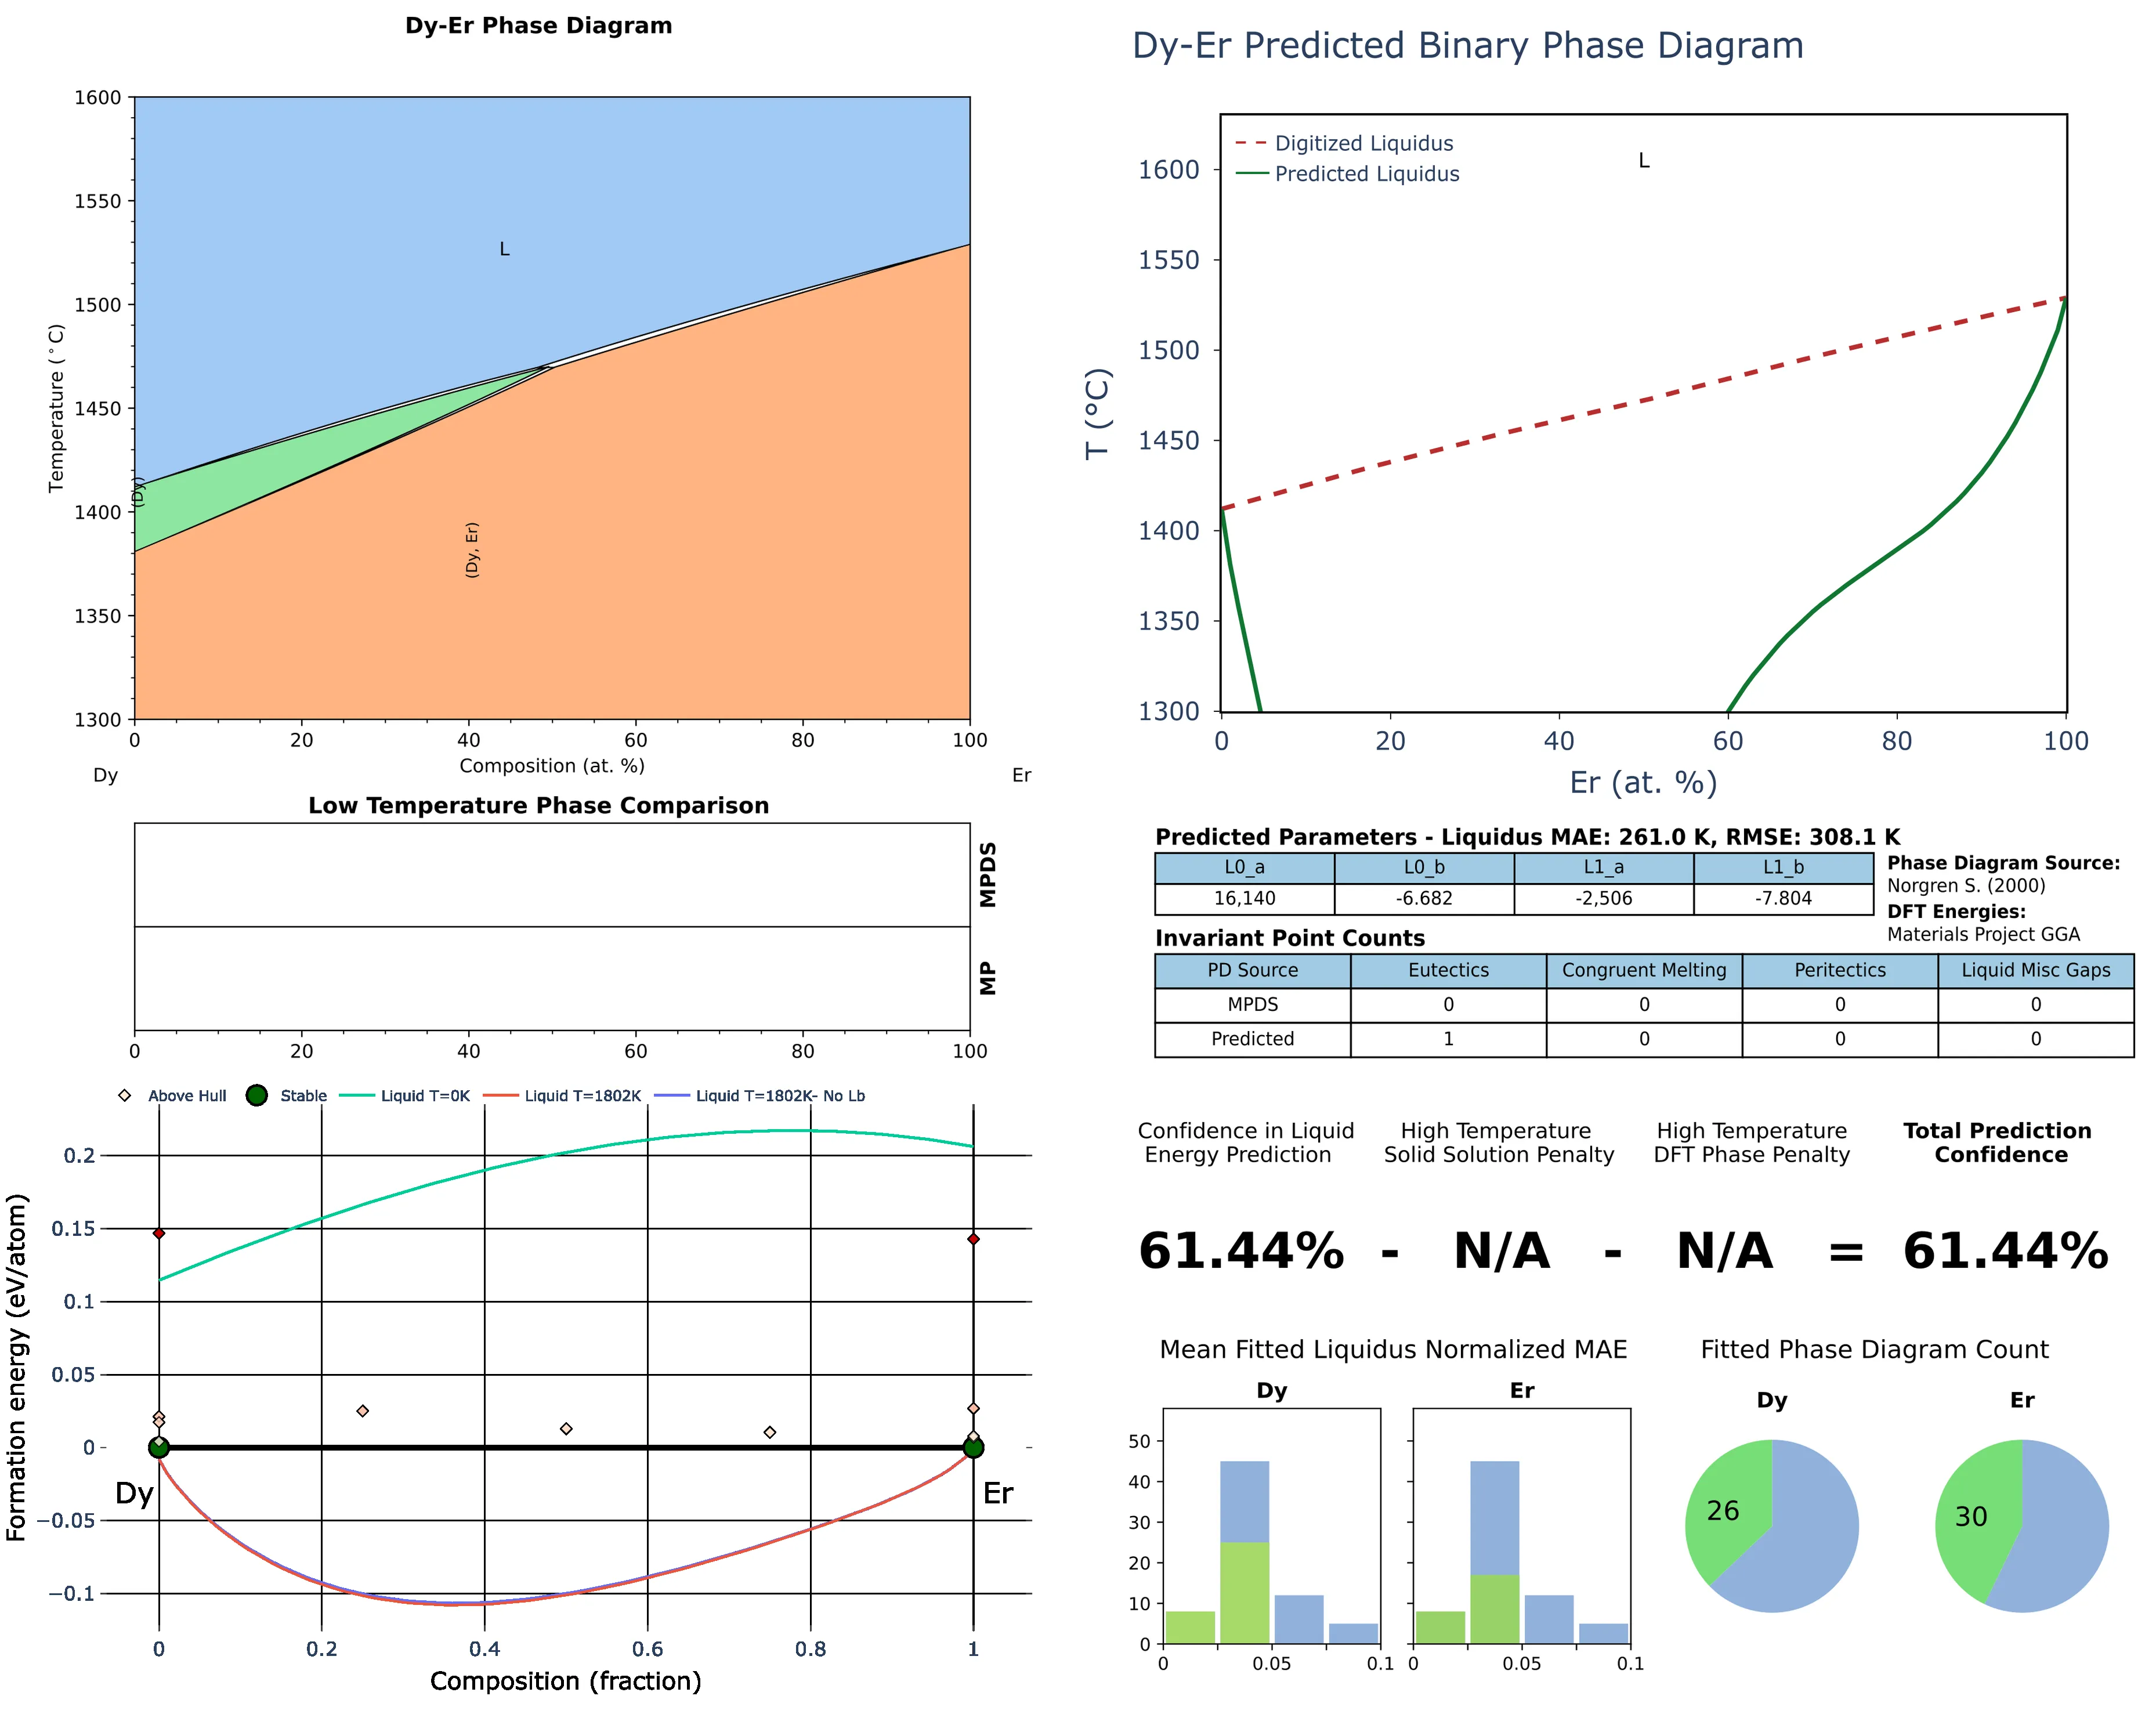 Dy-Er Phase Diagram
1600
1550
1500
1450
1400
1350
1300
Temperature (°C)
L
(Dy)
(Dy, Er)
0 20 40 60 80 100
Composition (at. %)
Dy Er
Low Temperature Phase Comparison
MPDS
MP
0 20 40 60 80 100
Above Hull Stable Liquid T=0K Liquid T=1802K Liquid T=1802K- No Lb
0.2
0.15
0.1
0.05
0
−0.05
−0.1
Formation energy (eV/atom)
Dy Er
0 0.2 0.4 0.6 0.8 1
Composition (fraction)
Dy-Er Predicted Binary Phase Diagram
Digitized Liquidus
Predicted Liquidus
L
1600
1550
1500
1450
1400
1350
1300
T (°C)
0 20 40 60 80 100
Er (at. %)
Predicted Parameters - Liquidus MAE: 261.0 K, RMSE: 308.1 K
L0_a L0_b L1_a L1_b
16,140 -6.682 -2,506 -7.804
Phase Diagram Source:
Norgren S. (2000)
DFT Energies:
Materials Project GGA
Invariant Point Counts
PD Source Eutectics Congruent Melting Peritectics Liquid Misc Gaps
MPDS 0 0 0 0
Predicted 1 0 0 0
Confidence in Liquid
Energy Prediction
High Temperature
Solid Solution Penalty
High Temperature
DFT Phase Penalty
Total Prediction
Confidence
61.44% - N/A - N/A = 61.44%
Mean Fitted Liquidus Normalized MAE
Dy Er
50
40
30
20
10
0
0 0.05 0.1 0 0.05 0.1
Fitted Phase Diagram Count
Dy Er
26 30